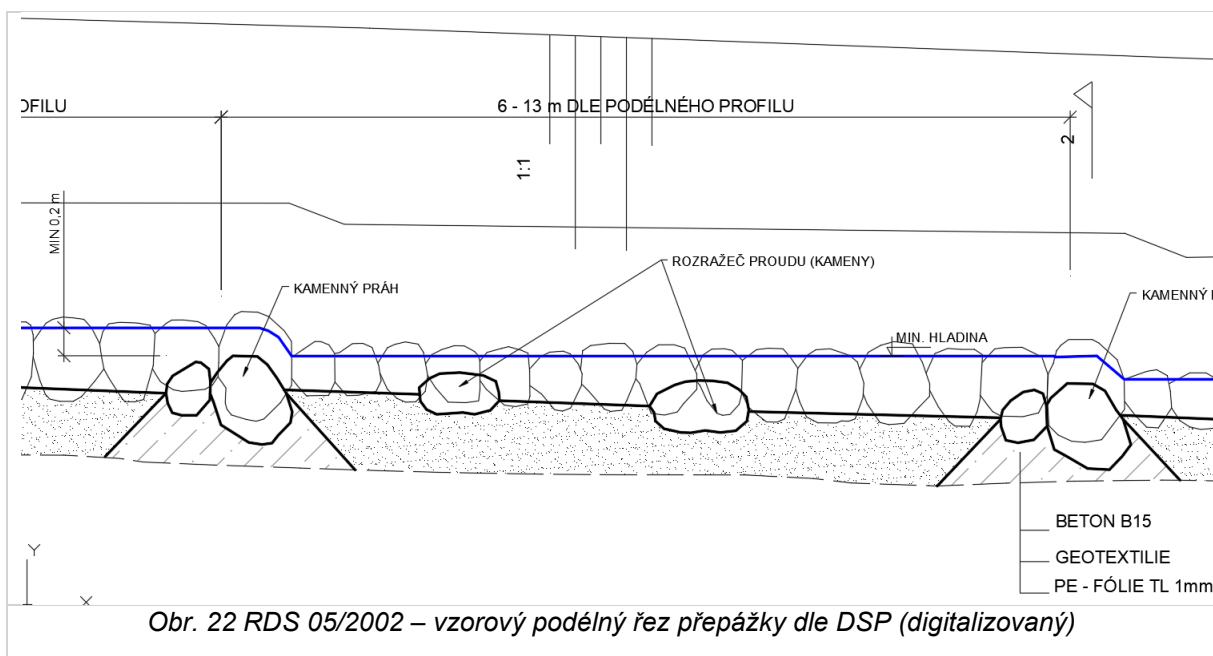 OFILU
6 - 13 m DLE PODÉLNÉHO PROFILU
2
1:1
MIN 0,2 m
ROZRAŽEČ PROUDU (KAMENY)
KAMENNÝ PRÁH
KAMENNÝ
MIN. HLADINA
BETON B15
GEOTEXTILIE
PE - FÓLIE TL 1mm
Y
X
Obr. 22 RDS 05/2002 – vzorový podélný řez přepážky dle DSP (digitalizovaný)